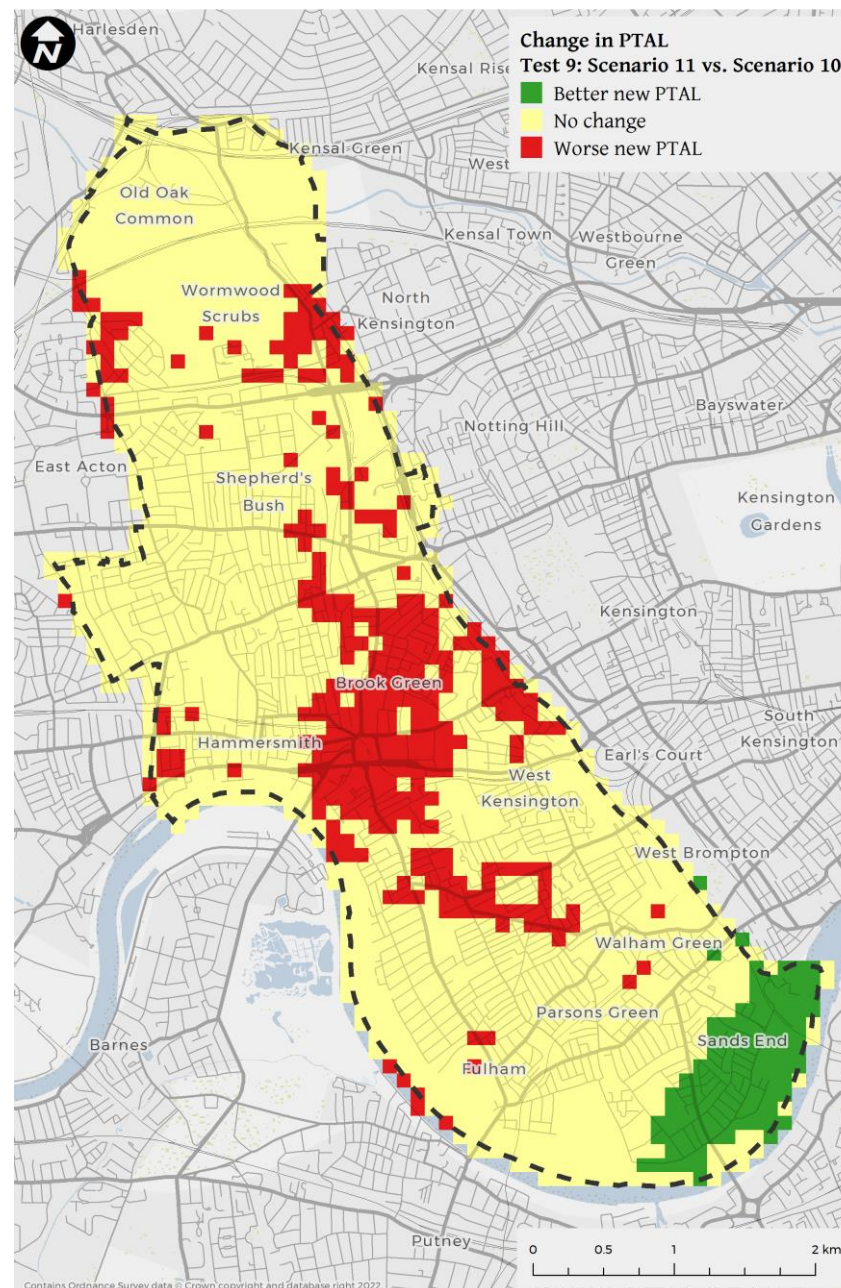 N
Change in PTAL
Test 9: Scenario 11 vs. Scenario 10
Better new PTAL
No change
Worse new PTAL
Harlesden
Kensal Rise
Kensal Green
West
Old Oak
Common
Kensal Town
Westbourne
Green
Wormwood
Scrubs
North
Kensington
Bayswater
Notting Hill
East Acton
Shepherd's
Bush
Kensington
Gardens
Kensington
Brook Green
South
Kensington
Hammersmith
Earl's Court
West
Kensington
West Brompton
Walham Green
Parsons Green
Sands End
Barnes
Fulham
Putney
0 0.5 1 2 km
Contains Ordnance Survey data © Crown copyright and database right 2022